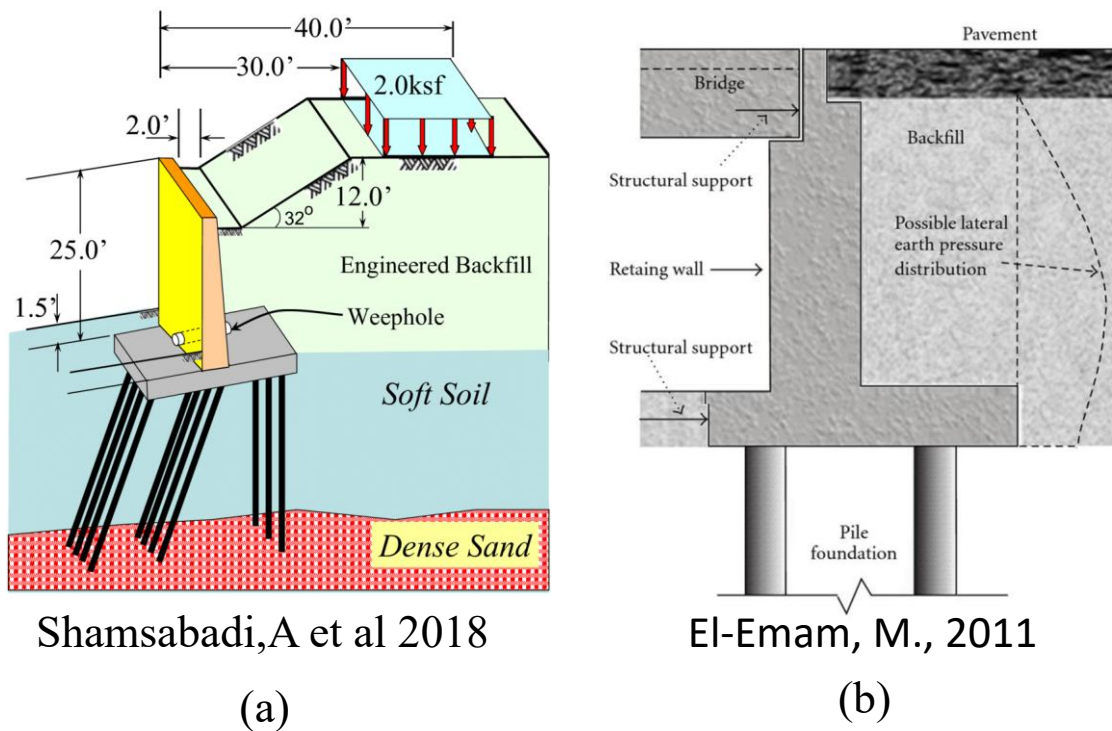 40.0’
30.0’
2.0ksf
2.0’
12.0’
32°
25.0’
Engineered Backfill
1.5’
Weephole
Soft Soil
Dense Sand
Shamsabadi,A et al 2018
(a)
Pavement
Bridge
Backfill
Structural support
Possible lateral
earth pressure
distribution
Retaing wall
Structural support
Pile
foundation
El-Emam, M., 2011
(b)